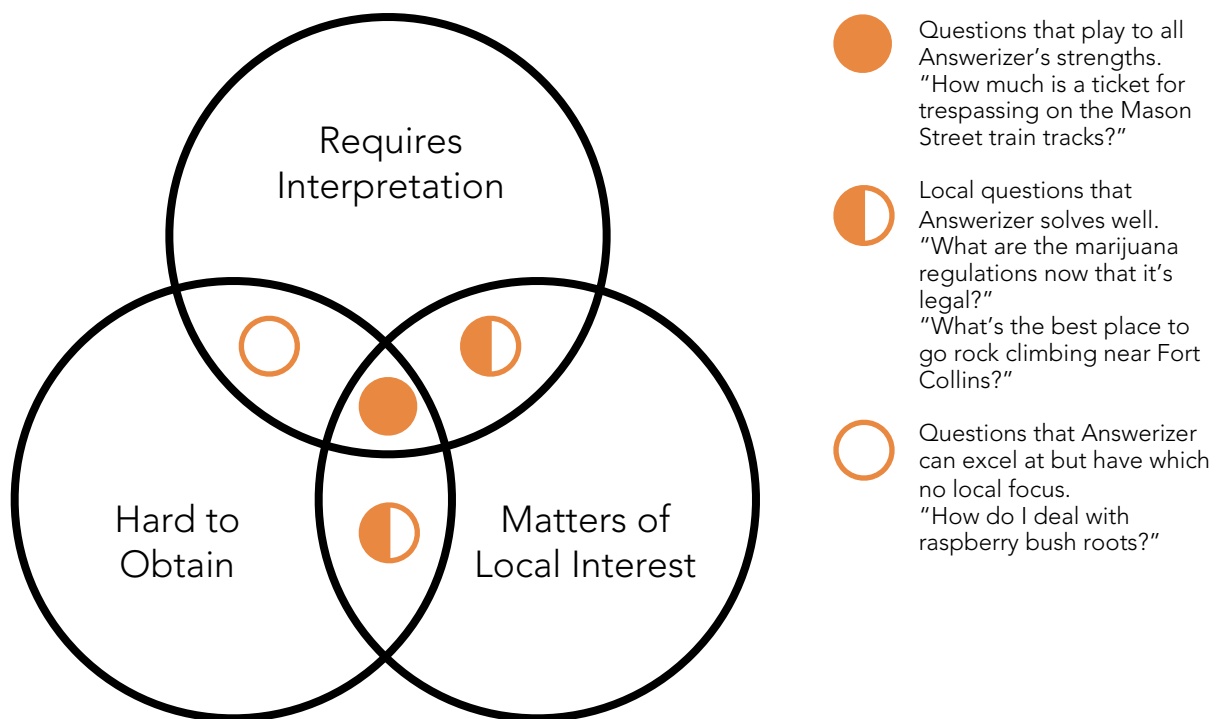 Requires
Interpretation
Hard to
Obtain
Matters of
Local Interest
Questions that play to all
Answerizer’s strengths.
“How much is a ticket for
trespassing on the Mason
Street train tracks?”
Local questions that
Answerizer solves well.
“What are the marijuana
regulations now that it’s
legal?”
“What’s the best place to
go rock climbing near Fort
Collins?”
Questions that Answerizer
can excel at but have which
no local focus.
“How do I deal with
raspberry bush roots?”